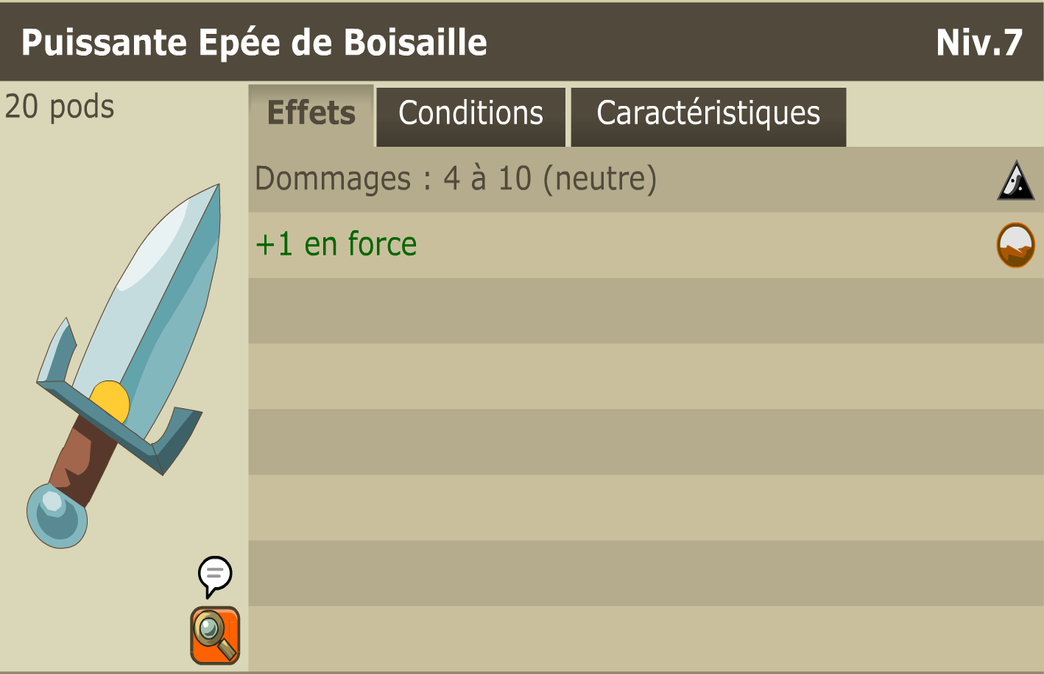 Puissante Epée de Boisaille Niv.7
20 pods
Effets Conditions Caractéristiques
Dommages : 4 à 10 (neutre)
+1 en force